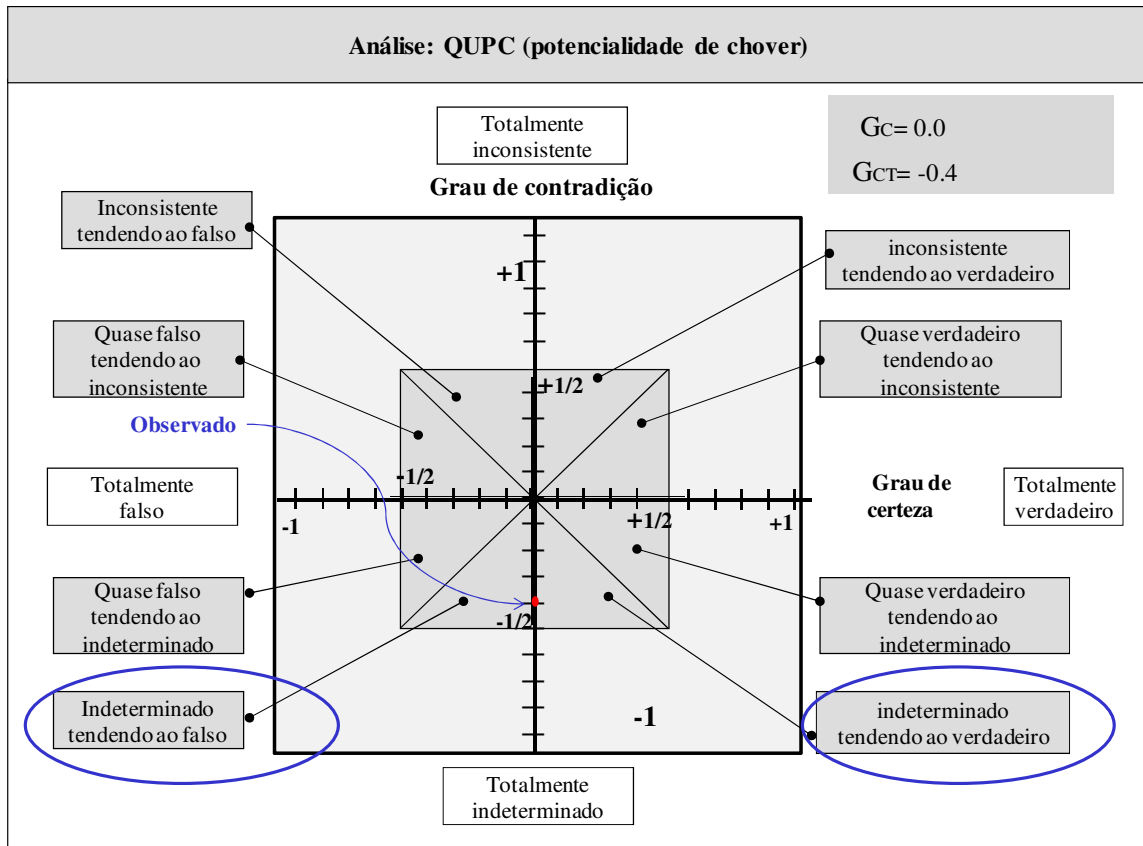 Análise: QUPC (potencialidade de chover)
Totalmente
inconsistente
GC= 0.0
GCT= -0.4
Grau de contradição
Inconsistente
tendendo ao falso
inconsistente
tendendo ao verdadeiro
+1
Quase falso
tendendo ao
inconsistente
+1/2
Quase verdadeiro
tendendo ao
inconsistente
Observado
-1/2
Totalmente
falso
-1
+1/2
+1
Grau de
certeza
Totalmente
verdadeiro
Quase falso
tendendo ao
indeterminado
-1/2
Quase verdadeiro
tendendo ao
indeterminado
Indeterminado
tendendo ao falso
-1
indeterminado
tendendo ao verdadeiro
Totalmente
indeterminado